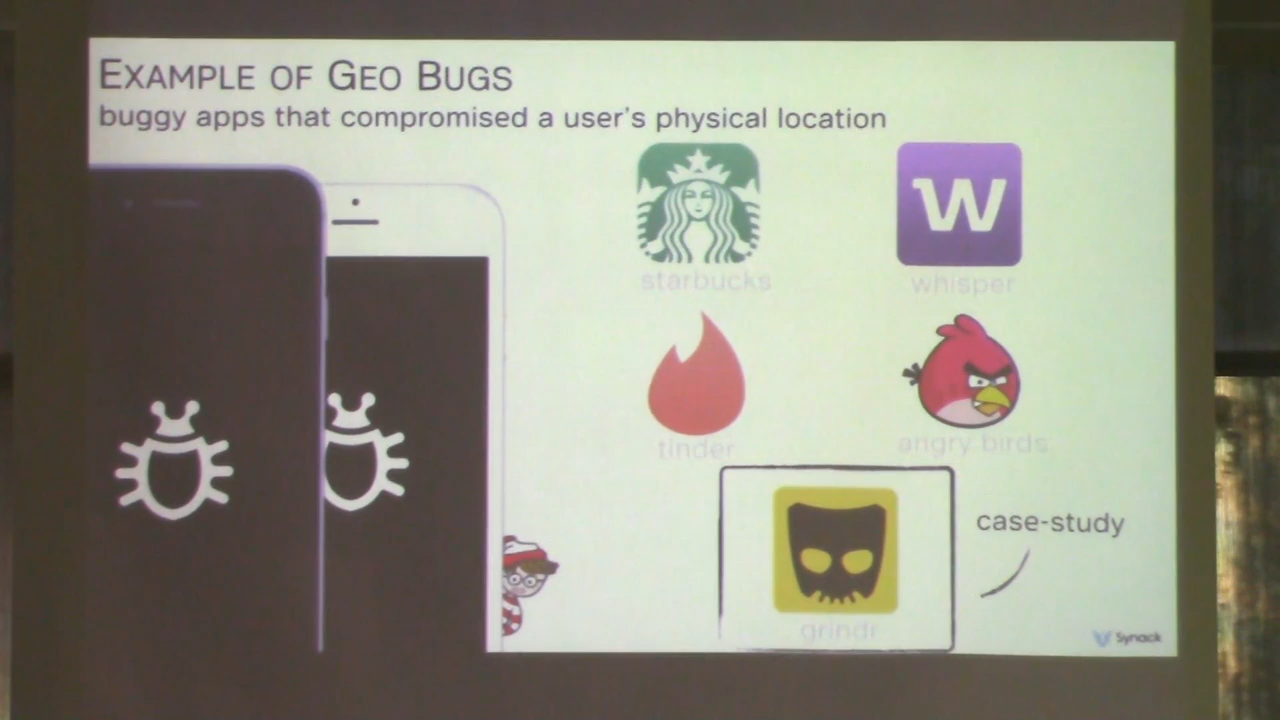 EXAMPLE OF GEO BUGS
buggy apps that compromised a user's physical location
W
starbucks
whisper
tinder
angry birds
case-study
grindr
Synack